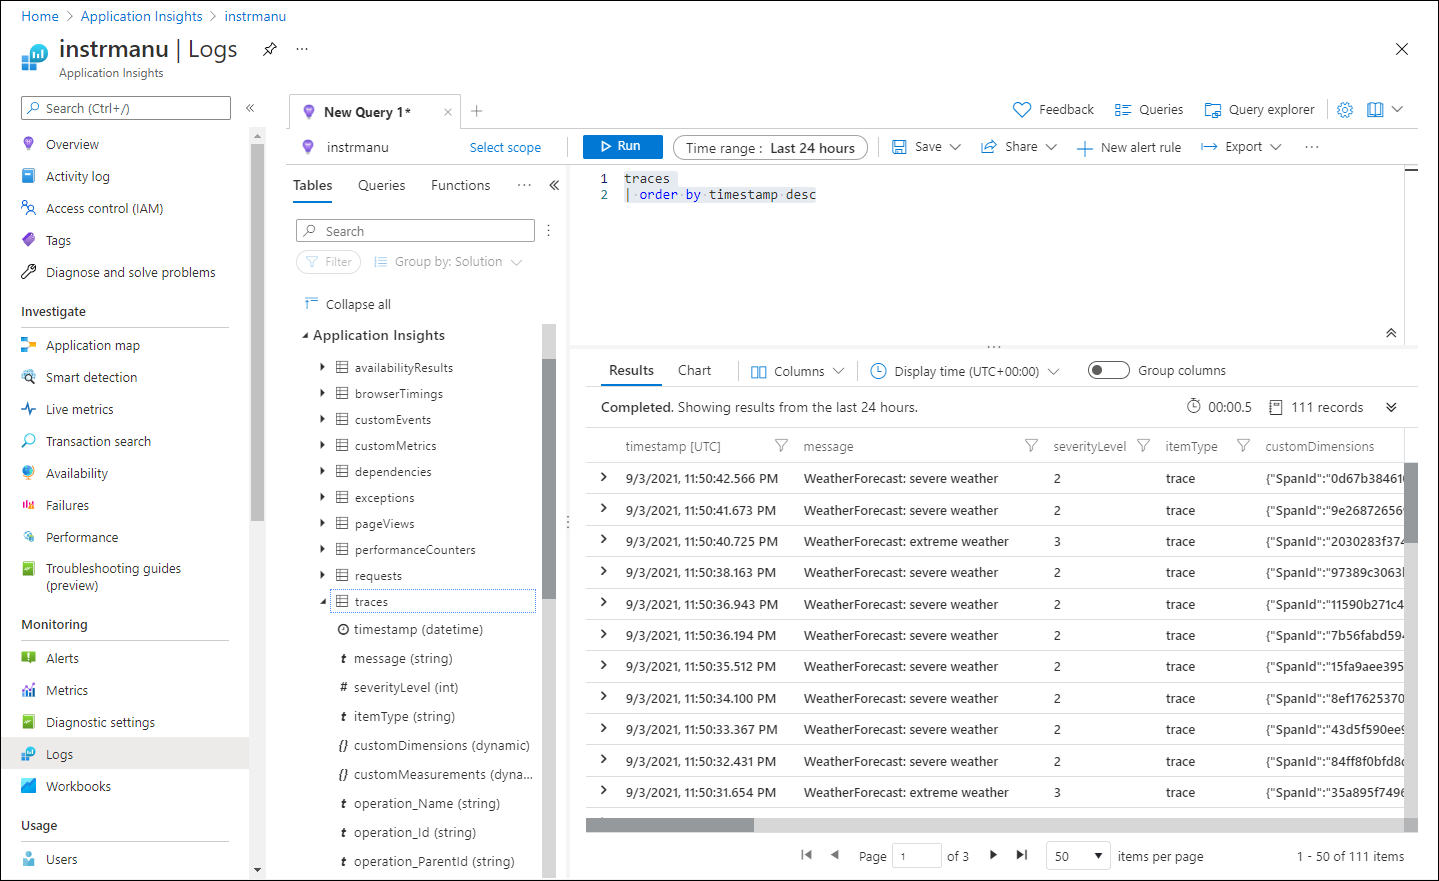 Home > Application Insights > instrmanu
instrmanu | Logs ...
Application Insights
Search (Ctrl+/)
Overview
Activity log
Access control (IAM)
Tags
Diagnose and solve problems
Investigate
Application map
Smart detection
Live metrics
Transaction search
Availability
Failures
Performance
Troubleshooting guides
(preview)
Monitoring
Alerts
Metrics
Diagnostic settings
Logs
Workbooks
Usage
Users
New Query 1*
Feedback Queries Query explorer
instrmanu Select scope Run Time range : Last 24 hours Save Share New alert rule Export ...
Tables Queries Functions ...
Search
Filter Group by: Solution
Collapse all
Application Insights
availabilityResults
browserTimings
customEvents
customMetrics
dependencies
exceptions
pageViews
performanceCounters
requests
traces
timestamp (datetime)
t message (string)
# severityLevel (int)
t itemType (string)
{} customDimensions (dynamic)
{} customMeasurements (dyna...
t operation_Name (string)
t operation_Id (string)
t operation_ParentId (string)
1 traces
2 | order by timestamp desc
Results Chart Columns Display time (UTC+00:00) Group columns
Completed. Showing results from the last 24 hours. 00:00.5 111 records
timestamp [UTC] message severityLevel itemType customDimensions
9/3/2021, 11:50:42.566 PM WeatherForecast: severe weather 2 trace {"SpanId":"0d67b38461
9/3/2021, 11:50:41.673 PM WeatherForecast: severe weather 2 trace {"SpanId":"9e26872656
9/3/2021, 11:50:40.725 PM WeatherForecast: extreme weather 3 trace {"SpanId":"2030283f374
9/3/2021, 11:50:38.163 PM WeatherForecast: severe weather 2 trace {"SpanId":"97389c3063
9/3/2021, 11:50:36.943 PM WeatherForecast: severe weather 2 trace {"SpanId":"11590b271c4
9/3/2021, 11:50:36.194 PM WeatherForecast: severe weather 2 trace {"SpanId":"7b56fabd594
9/3/2021, 11:50:35.512 PM WeatherForecast: severe weather 2 trace {"SpanId":"15fa9aee395
9/3/2021, 11:50:34.100 PM WeatherForecast: severe weather 2 trace {"SpanId":"8ef17625370
9/3/2021, 11:50:33.367 PM WeatherForecast: severe weather 2 trace {"SpanId":"43d5f590ee9
9/3/2021, 11:50:32.431 PM WeatherForecast: severe weather 2 trace {"SpanId":"84ff8f0bfd8
9/3/2021, 11:50:31.654 PM WeatherForecast: extreme weather 3 trace {"SpanId":"35a895f7496
Page 1 of 3 50 items per page 1 - 50 of 111 items